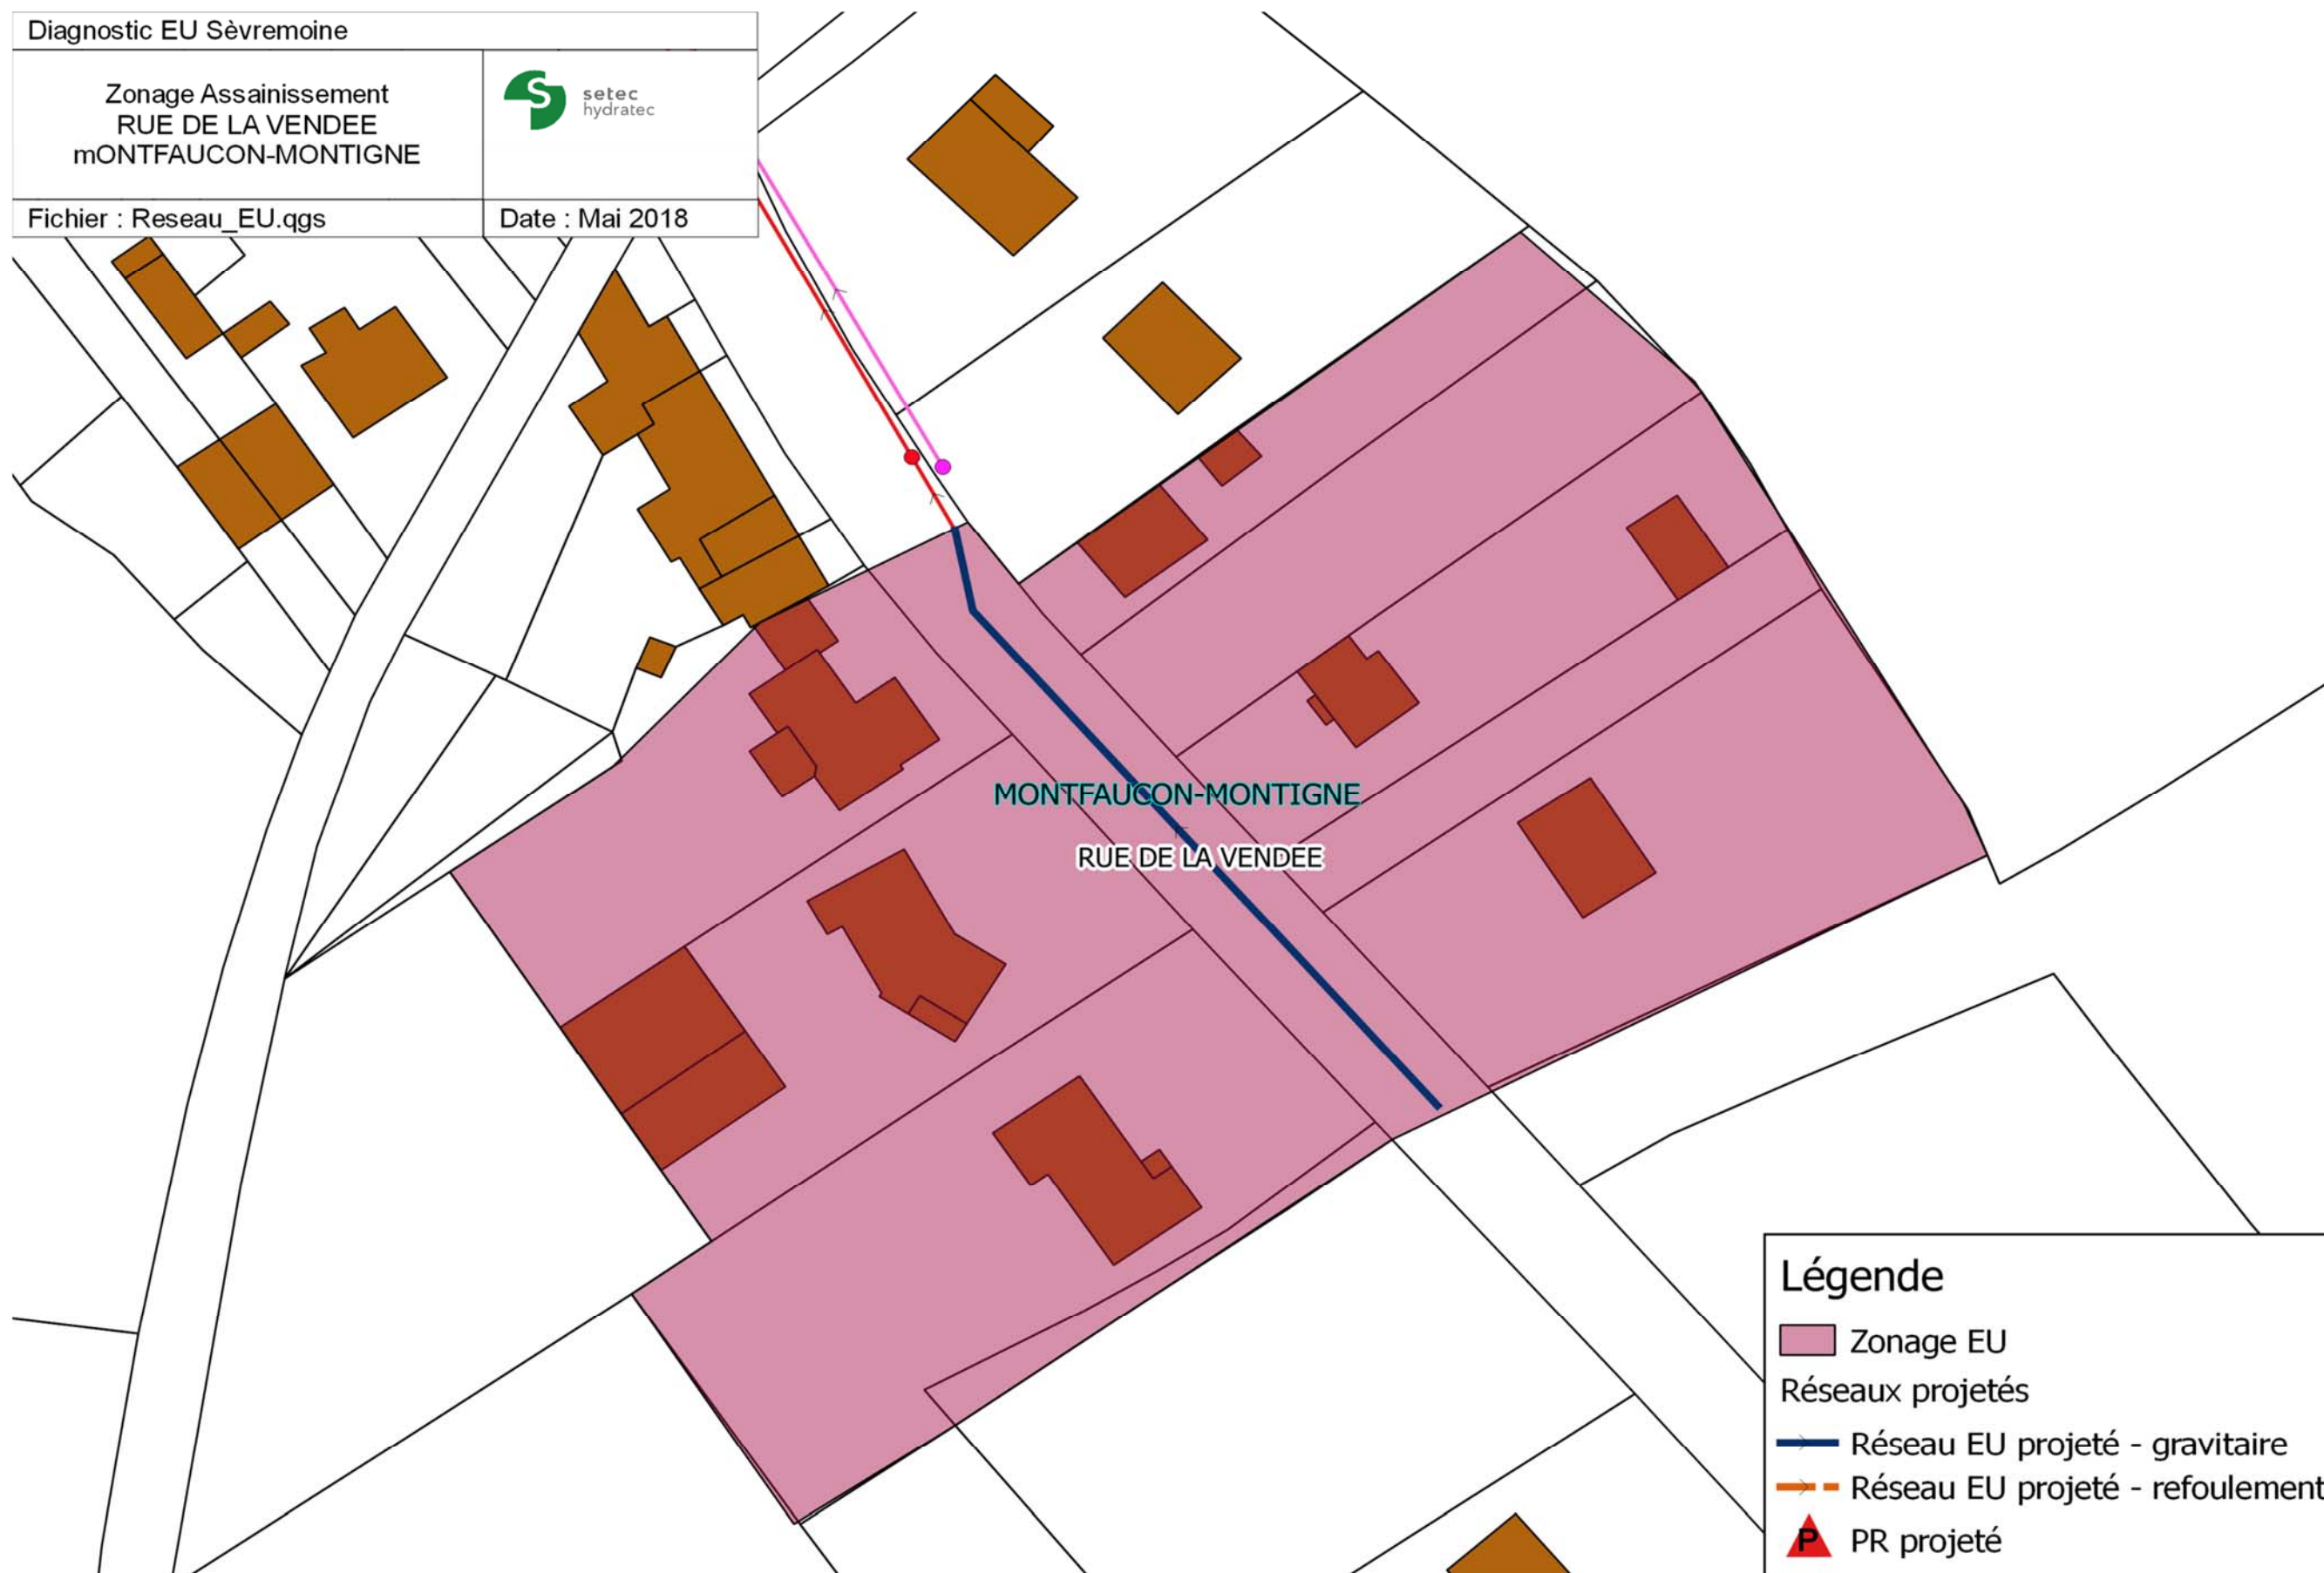 Diagnostic EU Sèvremoine
Zonage Assainissement
RUE DE LA VENDEE
mONTFAUCON-MONTIGNE
setec
hydratec
Fichier : Reseau_EU.qgs
Date : Mai 2018
MONTFAUCON-MONTIGNE
RUE DE LA VENDEE
Légende
Zonage EU
Réseaux projetés
Réseau EU projeté - gravitaire
Réseau EU projeté - refoulement
P PR projeté